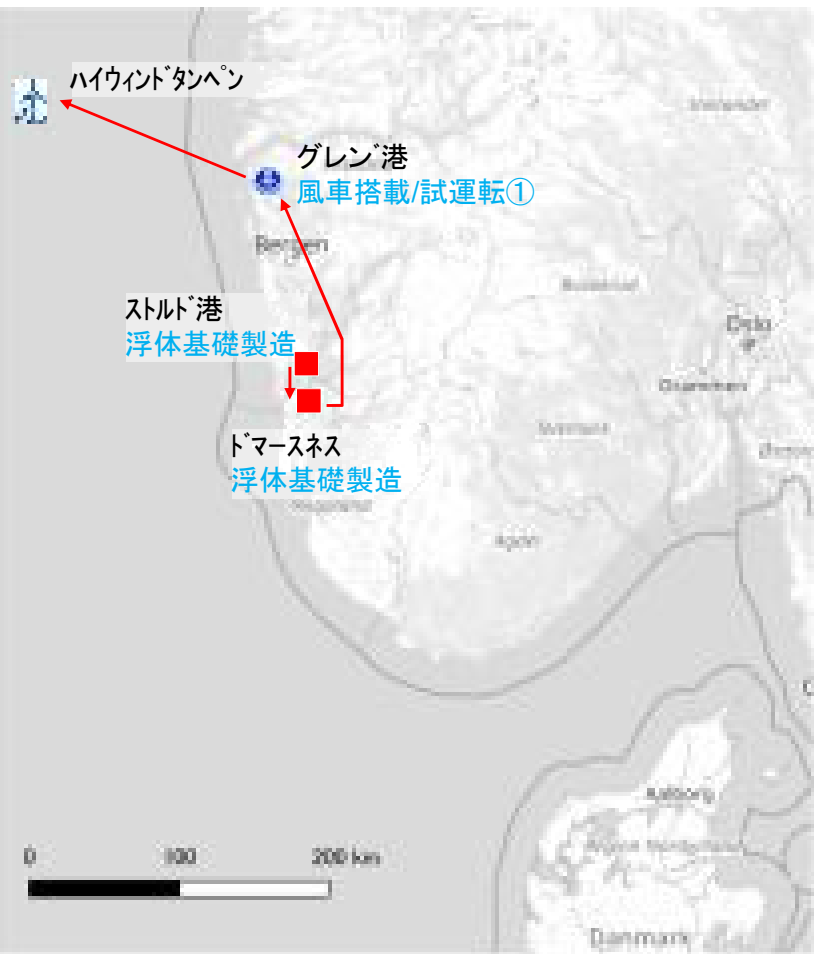 ハイウィンドタンペン
グレン港
風車搭載/試運転①
Bergen
ストルド港
浮体基礎製造
Oslo
Drammen
ドマースネス
浮体基礎製造
Rogaland
Agder
Aalborg
0 100 200 km
Danmark